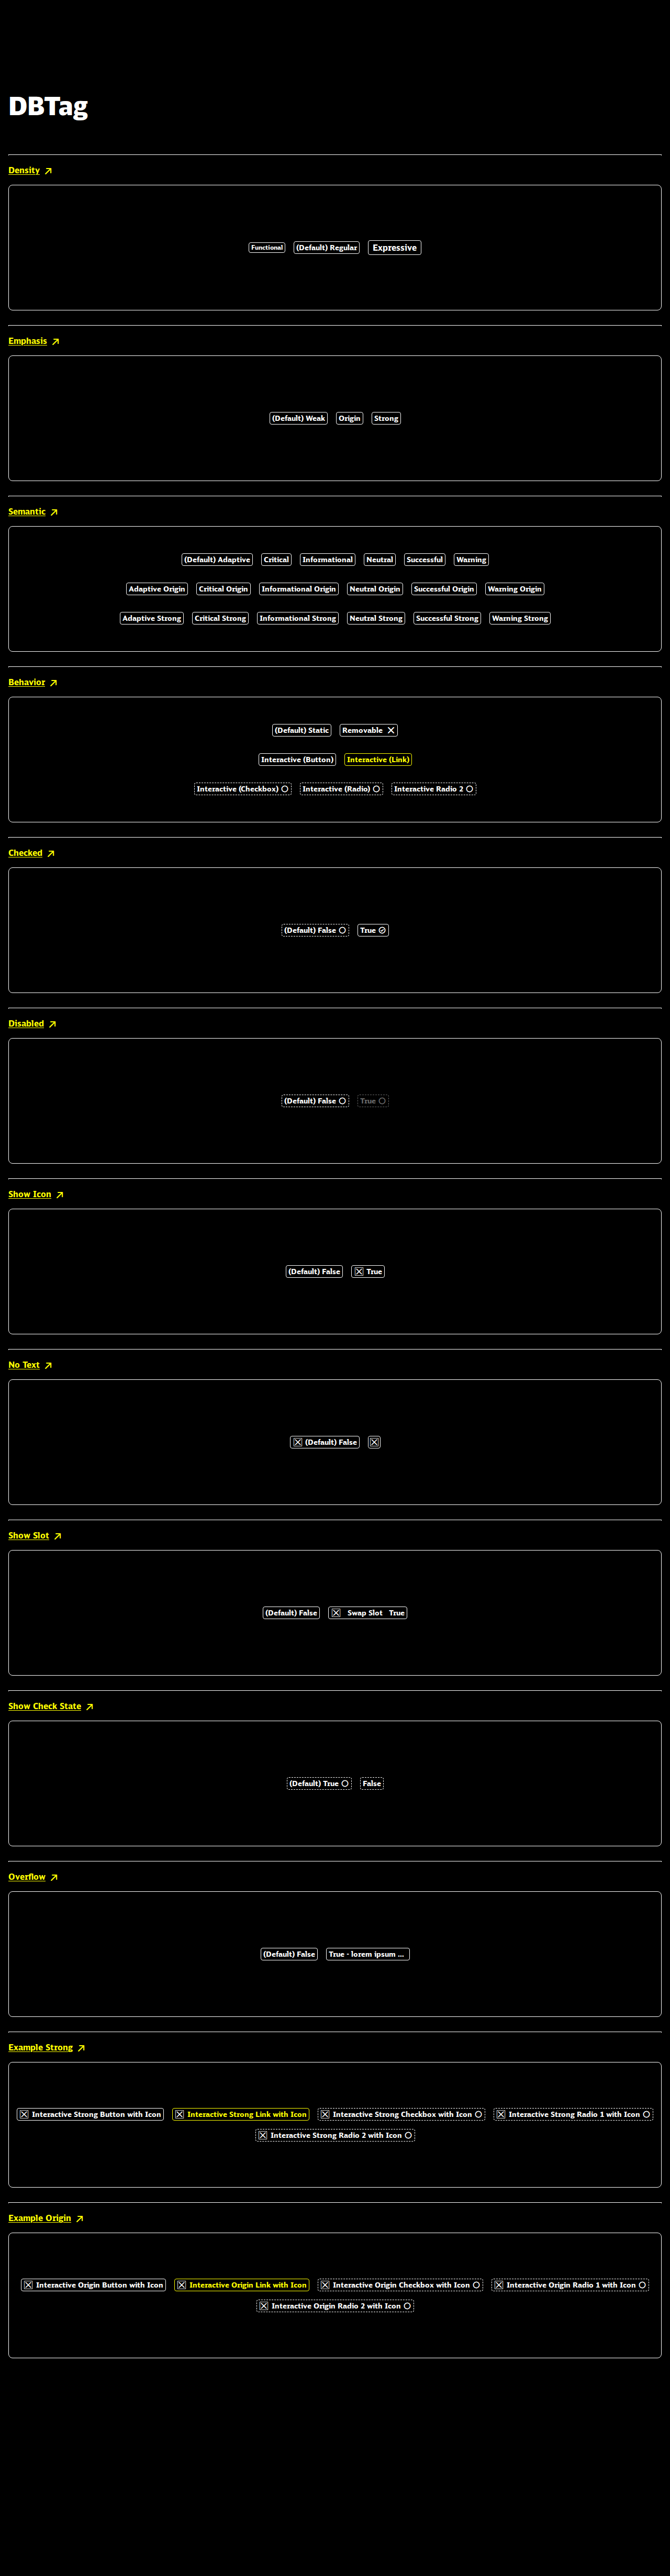 DBTag
Density
Functional (Default) Regular Expressive
Emphasis
(Default) Weak Origin Strong
Semantic
(Default) Adaptive Critical Informational Neutral Successful Warning
Adaptive Origin Critical Origin Informational Origin Neutral Origin Successful Origin Warning Origin
Adaptive Strong Critical Strong Informational Strong Neutral Strong Successful Strong Warning Strong
Behavior
(Default) Static Removable
Interactive (Button) Interactive (Link)
Interactive (Checkbox) Interactive (Radio) Interactive Radio 2
Checked
(Default) False True
Disabled
(Default) False True
Show Icon
(Default) False True
No Text
(Default) False
Show Slot
(Default) False Swap Slot True
Show Check State
(Default) True False
Overflow
(Default) False True - lorem ipsum ...
Example Strong
Interactive Strong Button with Icon Interactive Strong Link with Icon Interactive Strong Checkbox with Icon Interactive Strong Radio 1 with Icon
Interactive Strong Radio 2 with Icon
Example Origin
Interactive Origin Button with Icon Interactive Origin Link with Icon Interactive Origin Checkbox with Icon Interactive Origin Radio 1 with Icon
Interactive Origin Radio 2 with Icon